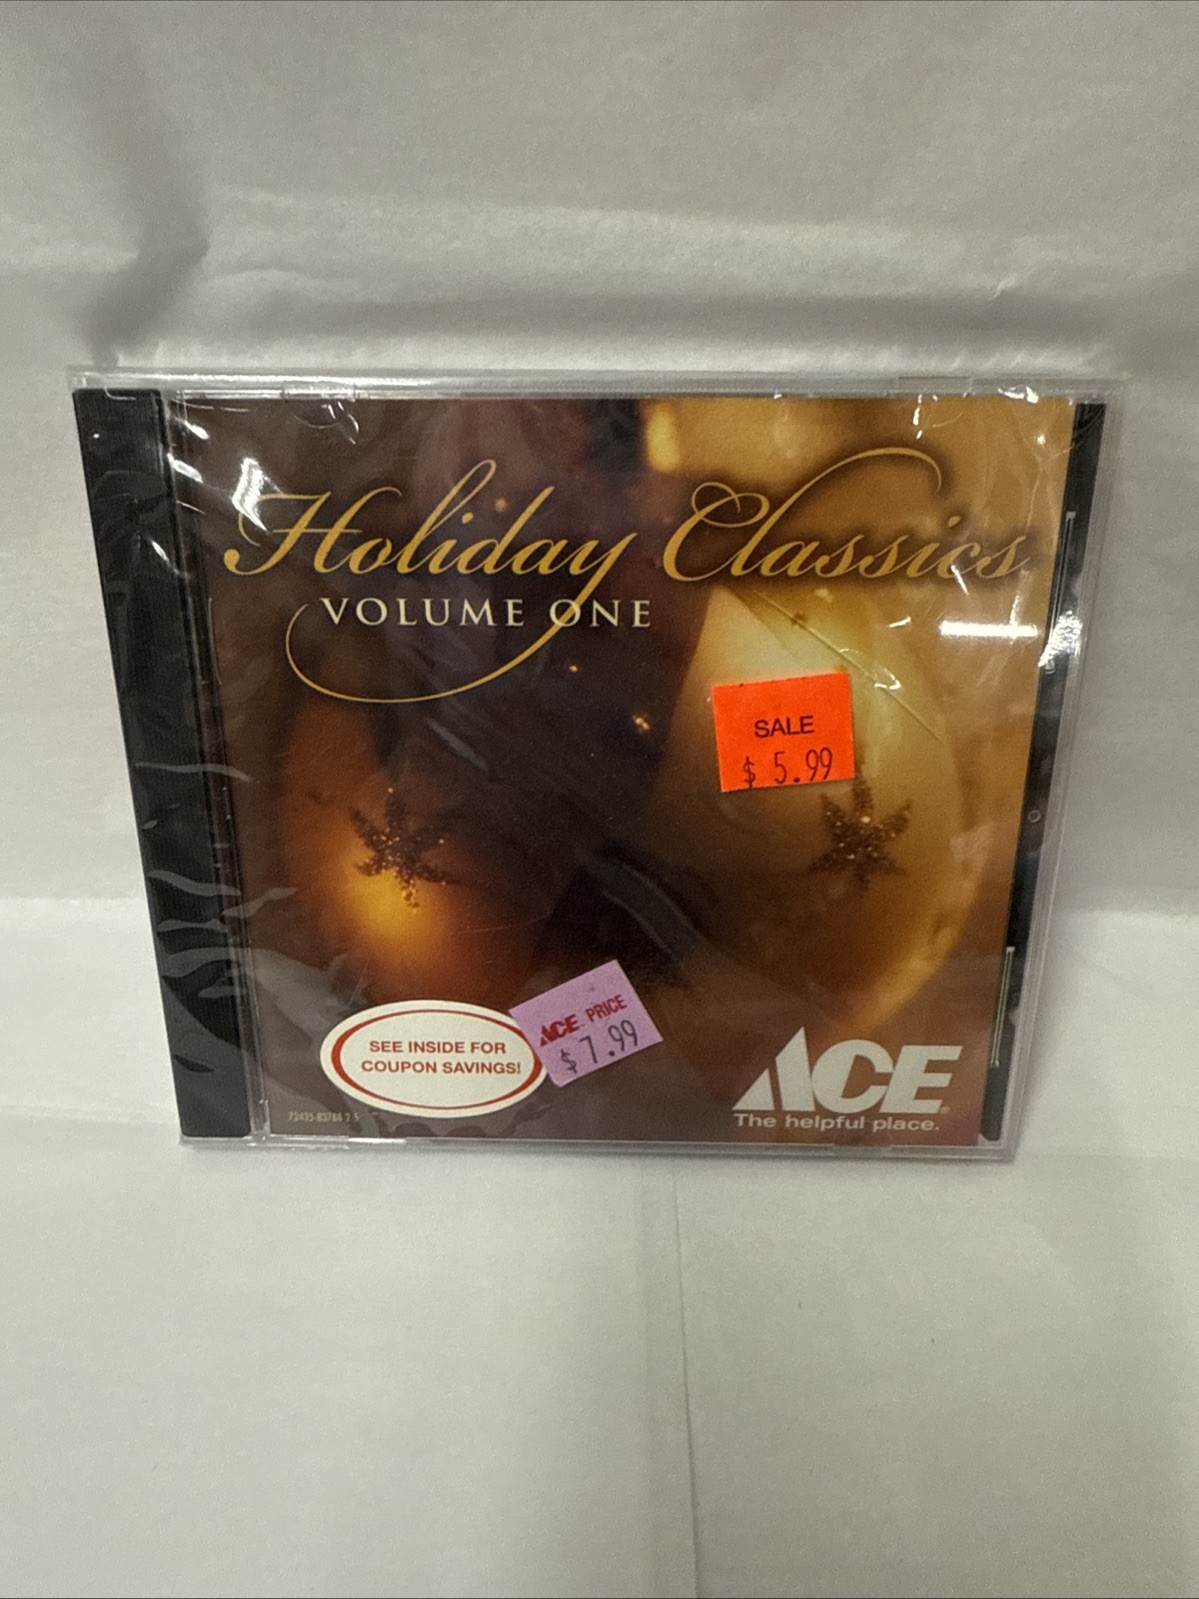 Holiday Classics
VOLUME ONE
SALE
$ 5.99
ACE PRICE
$ 7.99
SEE INSIDE FOR
COUPON SAVINGS!
ACE®
The helpful place.